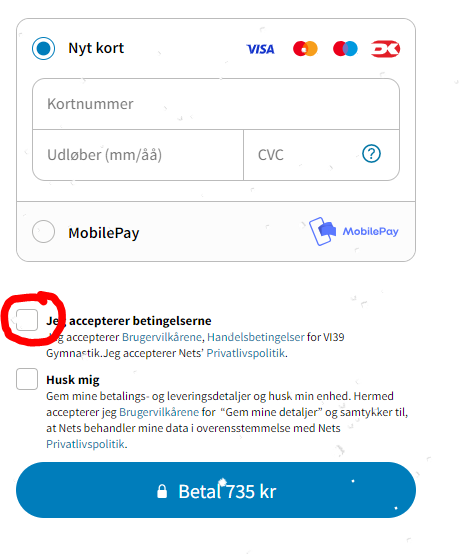 Nyt kort VISA
Kortnummer
Udløber (mm/åå) CVC ?
MobilePay MobilePay
Jeg accepterer betingelserne
Jeg accepterer Brugervilkårene, Handelsbetingelser for VI39
Gymnastik.Jeg accepterer Nets' Privatlivspolitik.
Husk mig
Gem mine betalings- og leveringsdetaljer og husk min enhed. Hermed
accepterer jeg Brugervilkårene for “Gem mine detaljer” og samtykker til,
at Nets behandler mine data i overensstemmelse med Nets
Privatlivspolitik.
Betal 735 kr